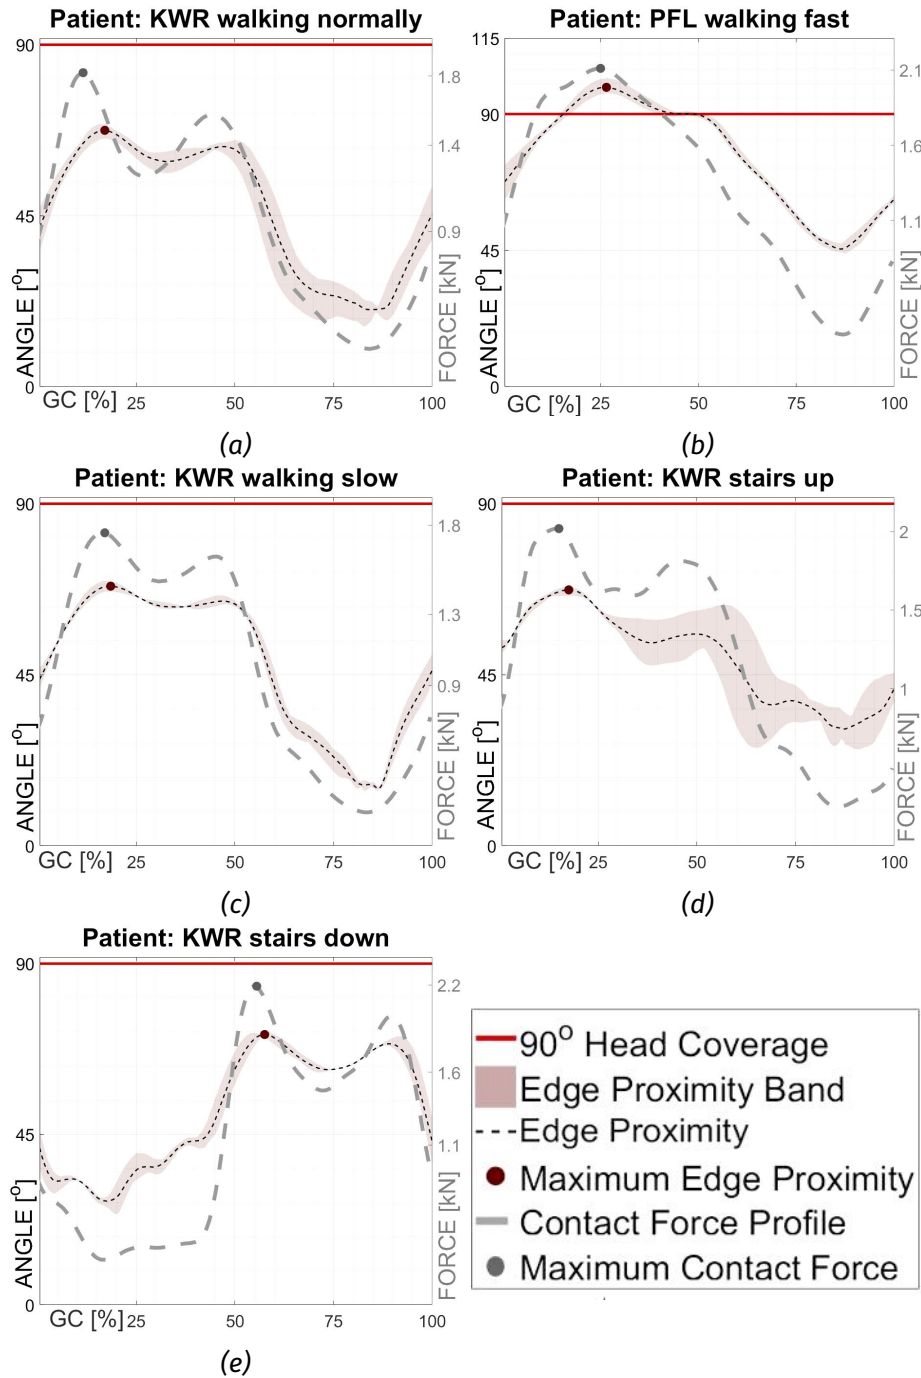 Patient: KWR walking normally
90
45
0
ANGLE [°]
1.8
1.4
0.9
FORCE [kN]
GC [%] 25 50 75 100
(a)
Patient: PFL walking fast
115
90
45
0
ANGLE [°]
2.1
1.6
1.1
FORCE [kN]
GC [%] 25 50 75 100
(b)
Patient: KWR walking slow
90
45
0
ANGLE [°]
1.8
1.3
0.9
FORCE [kN]
GC [%] 25 50 75 100
(c)
Patient: KWR stairs up
90
45
0
ANGLE [°]
2
1.5
1
FORCE [kN]
GC [%] 25 50 75 100
(d)
Patient: KWR stairs down
90
45
0
ANGLE [°]
2.2
1.6
1.1
FORCE [kN]
GC [%] 25 50 75 100
(e)
90° Head Coverage
Edge Proximity Band
Edge Proximity
Maximum Edge Proximity
Contact Force Profile
Maximum Contact Force